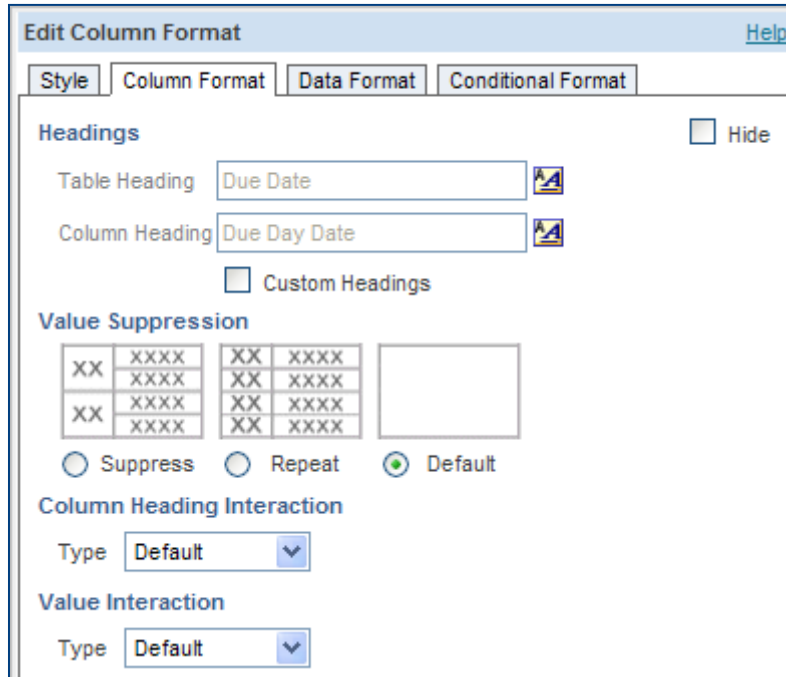 Edit Column Format Help
Style Column Format Data Format Conditional Format
Headings Hide
Table Heading Due Date
Column Heading Due Day Date
Custom Headings
Value Suppression
XX XXXX XX XXXX
XXXX XX XXXX
XX XXXX XX XXXX
XXXX XX XXXX
Suppress Repeat Default
Column Heading Interaction
Type Default
Value Interaction
Type Default